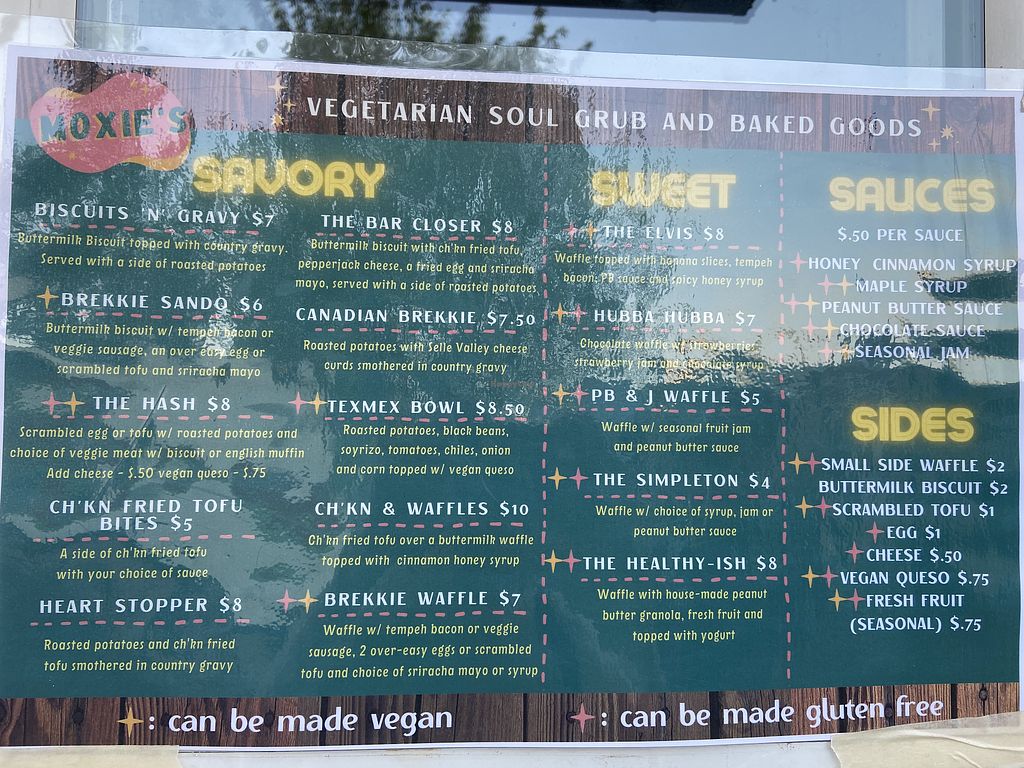 MOXIE'S
VEGETARIAN SOUL GRUB AND BAKED GOODS
SAVORY
BISCUITS 'N' GRAVY $7
Buttermilk Biscuit topped with country gravy.
Served with a side of roasted potatoes
BREKKIE SANDO $6
Buttermilk biscuit w/ tempeh bacon or
veggie sausage, an over easy egg or
scrambled tofu and sriracha mayo
THE HASH $8
Scrambled egg or tofu w/ roasted potatoes and
choice of veggie meat w/ biscuit or english muffin
Add cheese - $.50 vegan queso - $.75
CH'KN FRIED TOFU
BITES $5
A side of ch'kn fried tofu
with your choice of sauce
HEART STOPPER $8
Roasted potatoes and ch'kn fried
tofu smothered in country gravy
THE BAR CLOSER $8
Buttermilk biscuit with ch'kn fried tofu,
pepperjack cheese, a fried egg and sriracha
mayo, served with a side of roasted potatoes
CANADIAN BREKKIE $7.50
Roasted potatoes with Selle Valley cheese
curds smothered in country gravy
TEXMEX BOWL $8.50
Roasted potatoes, black beans,
soyrizo, tomatoes, chiles, onion
and corn topped w/ vegan queso
CH'KN & WAFFLES $10
Ch'kn fried tofu over a buttermilk waffle
topped with cinnamon honey syrup
BREKKIE WAFFLE $7
Waffle w/ tempeh bacon or veggie
sausage, 2 over-easy eggs or scrambled
tofu and choice of sriracha mayo or syrup
SWEET
THE ELVIS $8
Waffle topped with banana slices, tempeh
bacon, PB sauce and spicy honey syrup
HUBBA HUBBA $7
Chocolate waffle w/ strawberries,
strawberry jam and chocolate syrup
PB & J WAFFLE $5
Waffle w/ seasonal fruit jam
and peanut butter sauce
THE SIMPLETON $4
Waffle w/ choice of syrup, jam or
peanut butter sauce
THE HEALTHY-ISH $8
Waffle with house-made peanut
butter granola, fresh fruit and
topped with yogurt
SAUCES
$.50 PER SAUCE
HONEY CINNAMON SYRUP
MAPLE SYRUP
PEANUT BUTTER SAUCE
CHOCOLATE SAUCE
SEASONAL JAM
SIDES
SMALL SIDE WAFFLE $2
BUTTERMILK BISCUIT $2
SCRAMBLED TOFU $1
EGG $1
CHEESE $.50
VEGAN QUESO $.75
FRESH FRUIT
(SEASONAL) $.75
: can be made vegan
: can be made gluten free